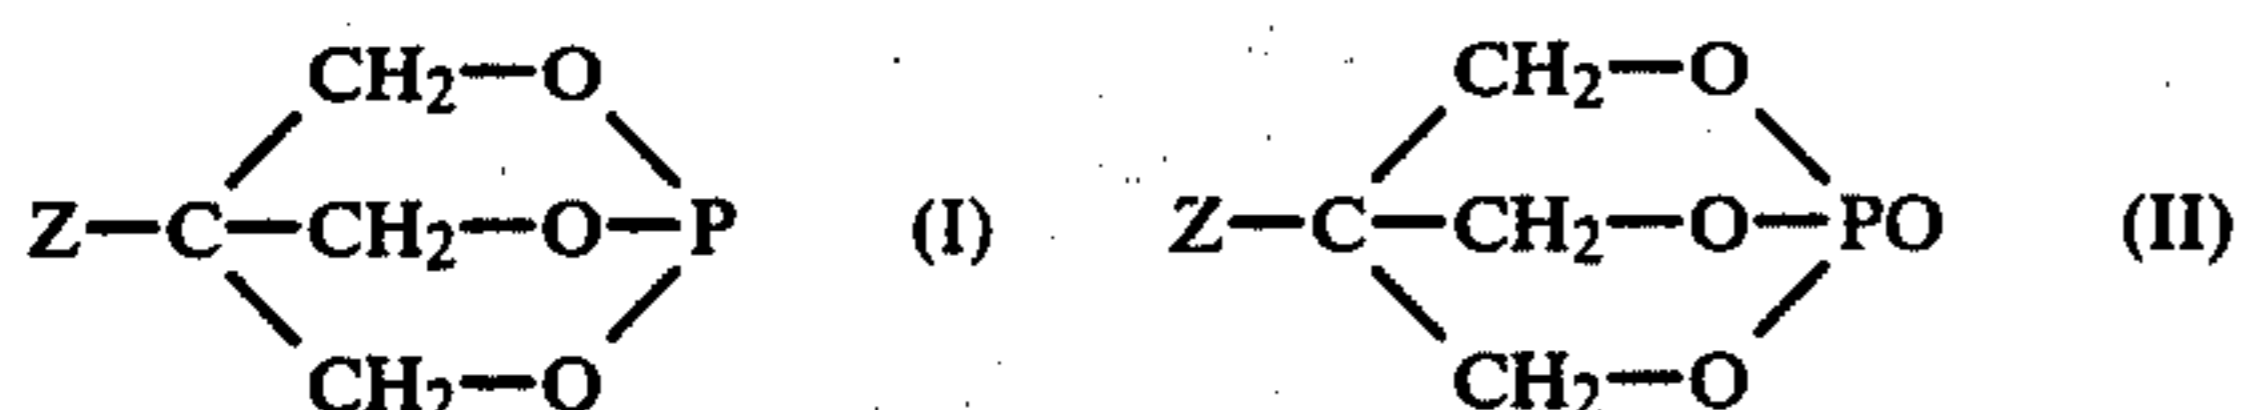 CH₂—O CH₂—O
Z—C—CH₂—O—P (I) Z—C—CH₂—O—PO (II)
CH₂—O CH₂—O